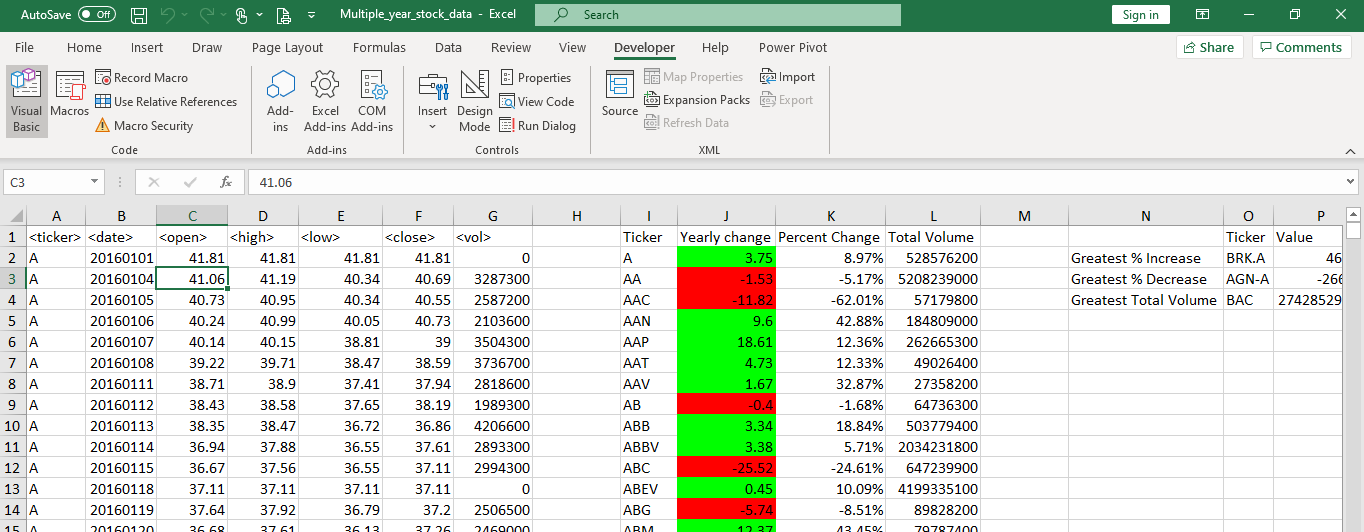 AutoSave Off Multiple_year_stock_data - Excel Search Sign in
File Home Insert Draw Page Layout Formulas Data Review View Developer Help Power Pivot Share Comments
Visual Basic Macros Record Macro Use Relative References Macro Security Add-ins Excel Add-ins COM Add-ins Insert Design Mode Properties View Code Run Dialog Source Map Properties Expansion Packs Refresh Data Import Export
Code Add-ins Controls XML
C3 fx 41.06
A B C D E F G H I J K L M N O P
1 <ticker> <date> <open> <high> <low> <close> <vol> Ticker Yearly change Percent Change Total Volume Ticker Value
2 A 20160101 41.81 41.81 41.81 41.81 0 A 3.75 8.97% 528576200 Greatest % Increase BRK.A 46
3 A 20160104 41.06 41.19 40.34 40.69 3287300 AA -1.53 -5.17% 5208239000 Greatest % Decrease AGN-A
4 A 20160105 40.73 40.95 40.34 40.55 2587200 AAC -11.82 -62.01% 57179800 Greatest Total Volume BAC 27428529
5 A 20160106 40.24 40.99 40.05 40.73 2103600 AAN 9.6 42.88% 184809000
6 A 20160107 40.14 40.15 38.81 39 3504300 AAP 18.61 12.36% 262665300
7 A 20160108 39.22 39.71 38.47 38.59 3736700 AAT 4.73 12.33% 49026400
8 A 20160111 38.71 38.9 37.41 37.94 2818600 AAV 1.67 32.87% 27358200
9 A 20160112 38.43 38.58 37.65 38.19 1989300 AB -0.4 -1.68% 64736300
10 A 20160113 38.35 38.47 36.72 36.86 4206600 ABB 3.34 18.84% 503779400
11 A 20160114 36.94 37.88 36.55 37.61 2893300 ABBV 3.38 5.71% 2034231800
12 A 20160115 36.67 37.56 36.55 37.11 2994300 ABC -25.52 -24.61% 647239900
13 A 20160118 37.11 37.11 37.11 37.11 0 ABEV 0.45 10.09% 4199335100
14 A 20160119 37.64 37.92 36.79 37.2 2506500 ABG -5.74 -8.51% 89828200
15 A 20160120 36.68 37.61 36.13 37.26 2469000 ABM 12.37 43.45% 79787400